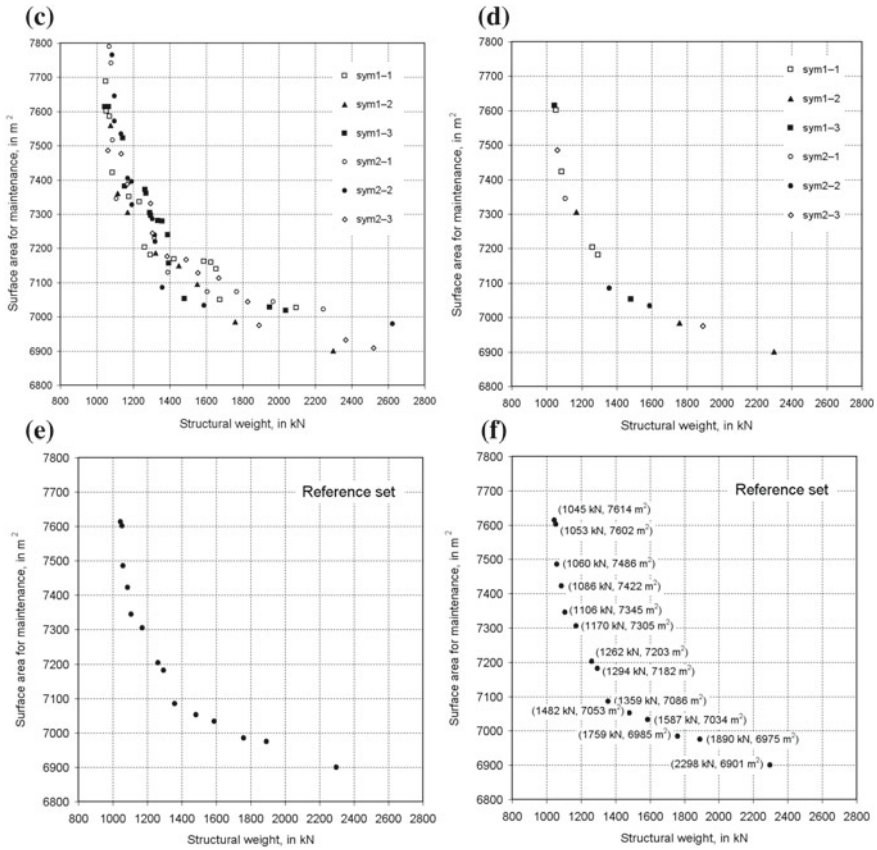 (c)
7800
7700
7600
7500
7400
7300
7200
7100
7000
6900
6800
Surface area for maintenance, in m²
sym1–1
sym1–2
sym1–3
sym2–1
sym2–2
sym2–3
800 1000 1200 1400 1600 1800 2000 2200 2400 2600 2800
Structural weight, in kN
(d)
7800
7700
7600
7500
7400
7300
7200
7100
7000
6900
6800
Surface area for maintenance, in m²
sym1–1
sym1–2
sym1–3
sym2–1
sym2–2
sym2–3
800 1000 1200 1400 1600 1800 2000 2200 2400 2600 2800
Structural weight, in kN
(e)
7800
7700
7600
7500
7400
7300
7200
7100
7000
6900
6800
Surface area for maintenance, in m²
Reference set
800 1000 1200 1400 1600 1800 2000 2200 2400 2600 2800
Structural weight, in kN
(f)
7800
7700
7600
7500
7400
7300
7200
7100
7000
6900
6800
Surface area for maintenance, in m²
Reference set
(1045 kN, 7614 m²)
(1053 kN, 7602 m²)
(1060 kN, 7486 m²)
(1086 kN, 7422 m²)
(1106 kN, 7345 m²)
(1170 kN, 7305 m²)
(1262 kN, 7203 m²)
(1294 kN, 7182 m²)
(1359 kN, 7086 m²)
(1482 kN, 7053 m²)
(1587 kN, 7034 m²)
(1759 kN, 6985 m²)
(1890 kN, 6975 m²)
(2298 kN, 6901 m²)
800 1000 1200 1400 1600 1800 2000 2200 2400 2600 2800
Structural weight, in kN